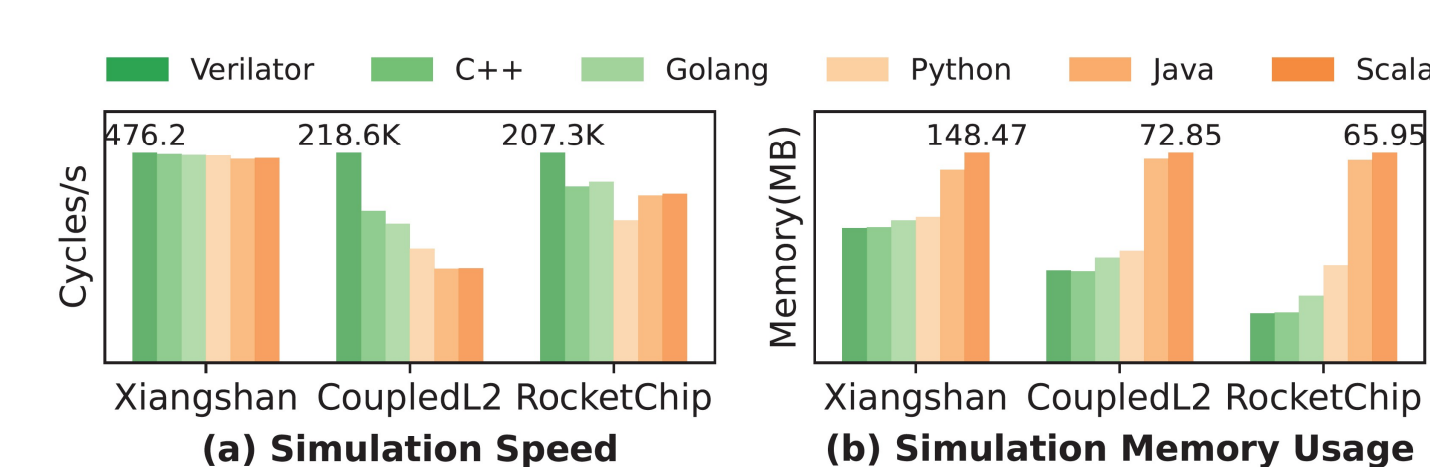 Verilator C++ Golang Python Java Scala
Cycles/s
476.2 218.6K 207.3K
Xiangshan CoupledL2 RocketChip
(a) Simulation Speed
Memory(MB)
148.47 72.85 65.95
Xiangshan CoupledL2 RocketChip
(b) Simulation Memory Usage